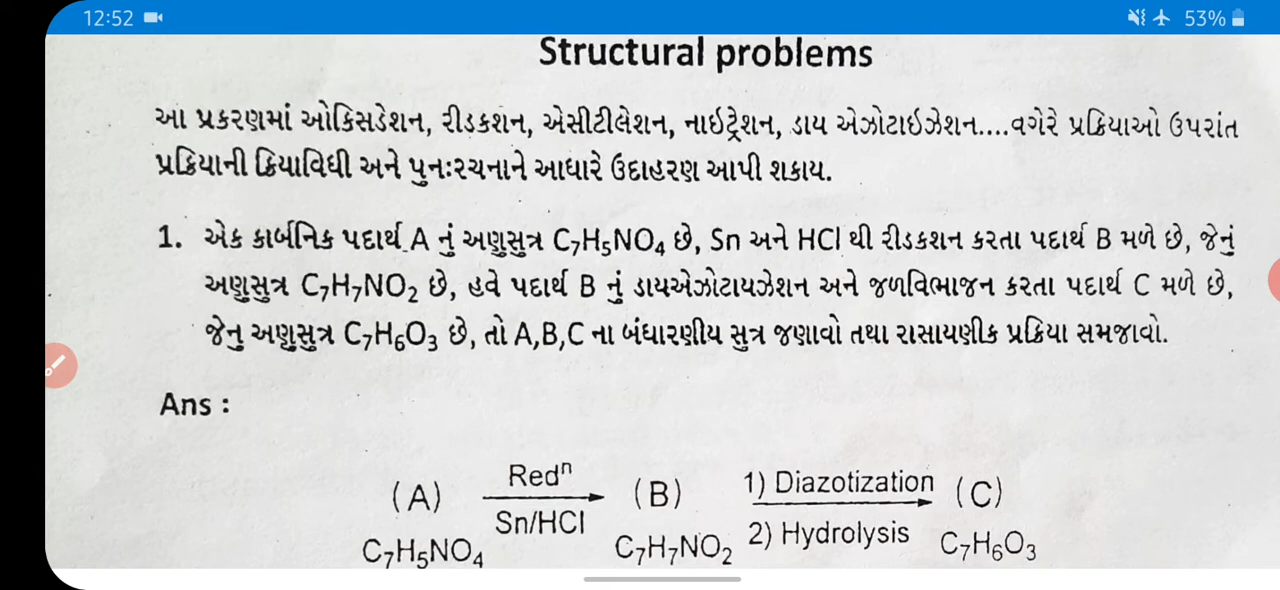 12:52
53%
Structural problems
આ પ્રકરણમાં ઓકિસડેશન, રીડકશન, એસીટીલેશન, નાઇટ્રેશન, ડાય એઝોટાઇઝેશન....વગેરે પ્રક્રિયાઓ ઉપરાંત
પ્રક્રિયાની ક્રિયાવિધી અને પુનઃરચનાને આધારે ઉદાહરણ આપી શકાય.
1. એક કાર્બનિક પદાર્થ A નું અણુસુત્ર C₇H₅NO₄ છે, Sn અને HCl થી રીડકશન કરતા પદાર્થ B મળે છે, જેનું
અણુસુત્ર C₇H₇NO₂ છે, હવે પદાર્થ B નું ડાયએઝોટાયઝેશન અને જળવિભાજન કરતા પદાર્થ C મળે છે,
જેનુ અણુસુત્ર C₇H₆O₃ છે, તો A,B,C ના બંધારણીય સુત્ર જણાવો તથા રાસાયણીક પ્રક્રિયા સમજાવો.
Ans :
(A) Redⁿ (B) 1) Diazotization (C)
C₇H₅NO₄ Sn/HCl C₇H₇NO₂ 2) Hydrolysis C₇H₆O₃